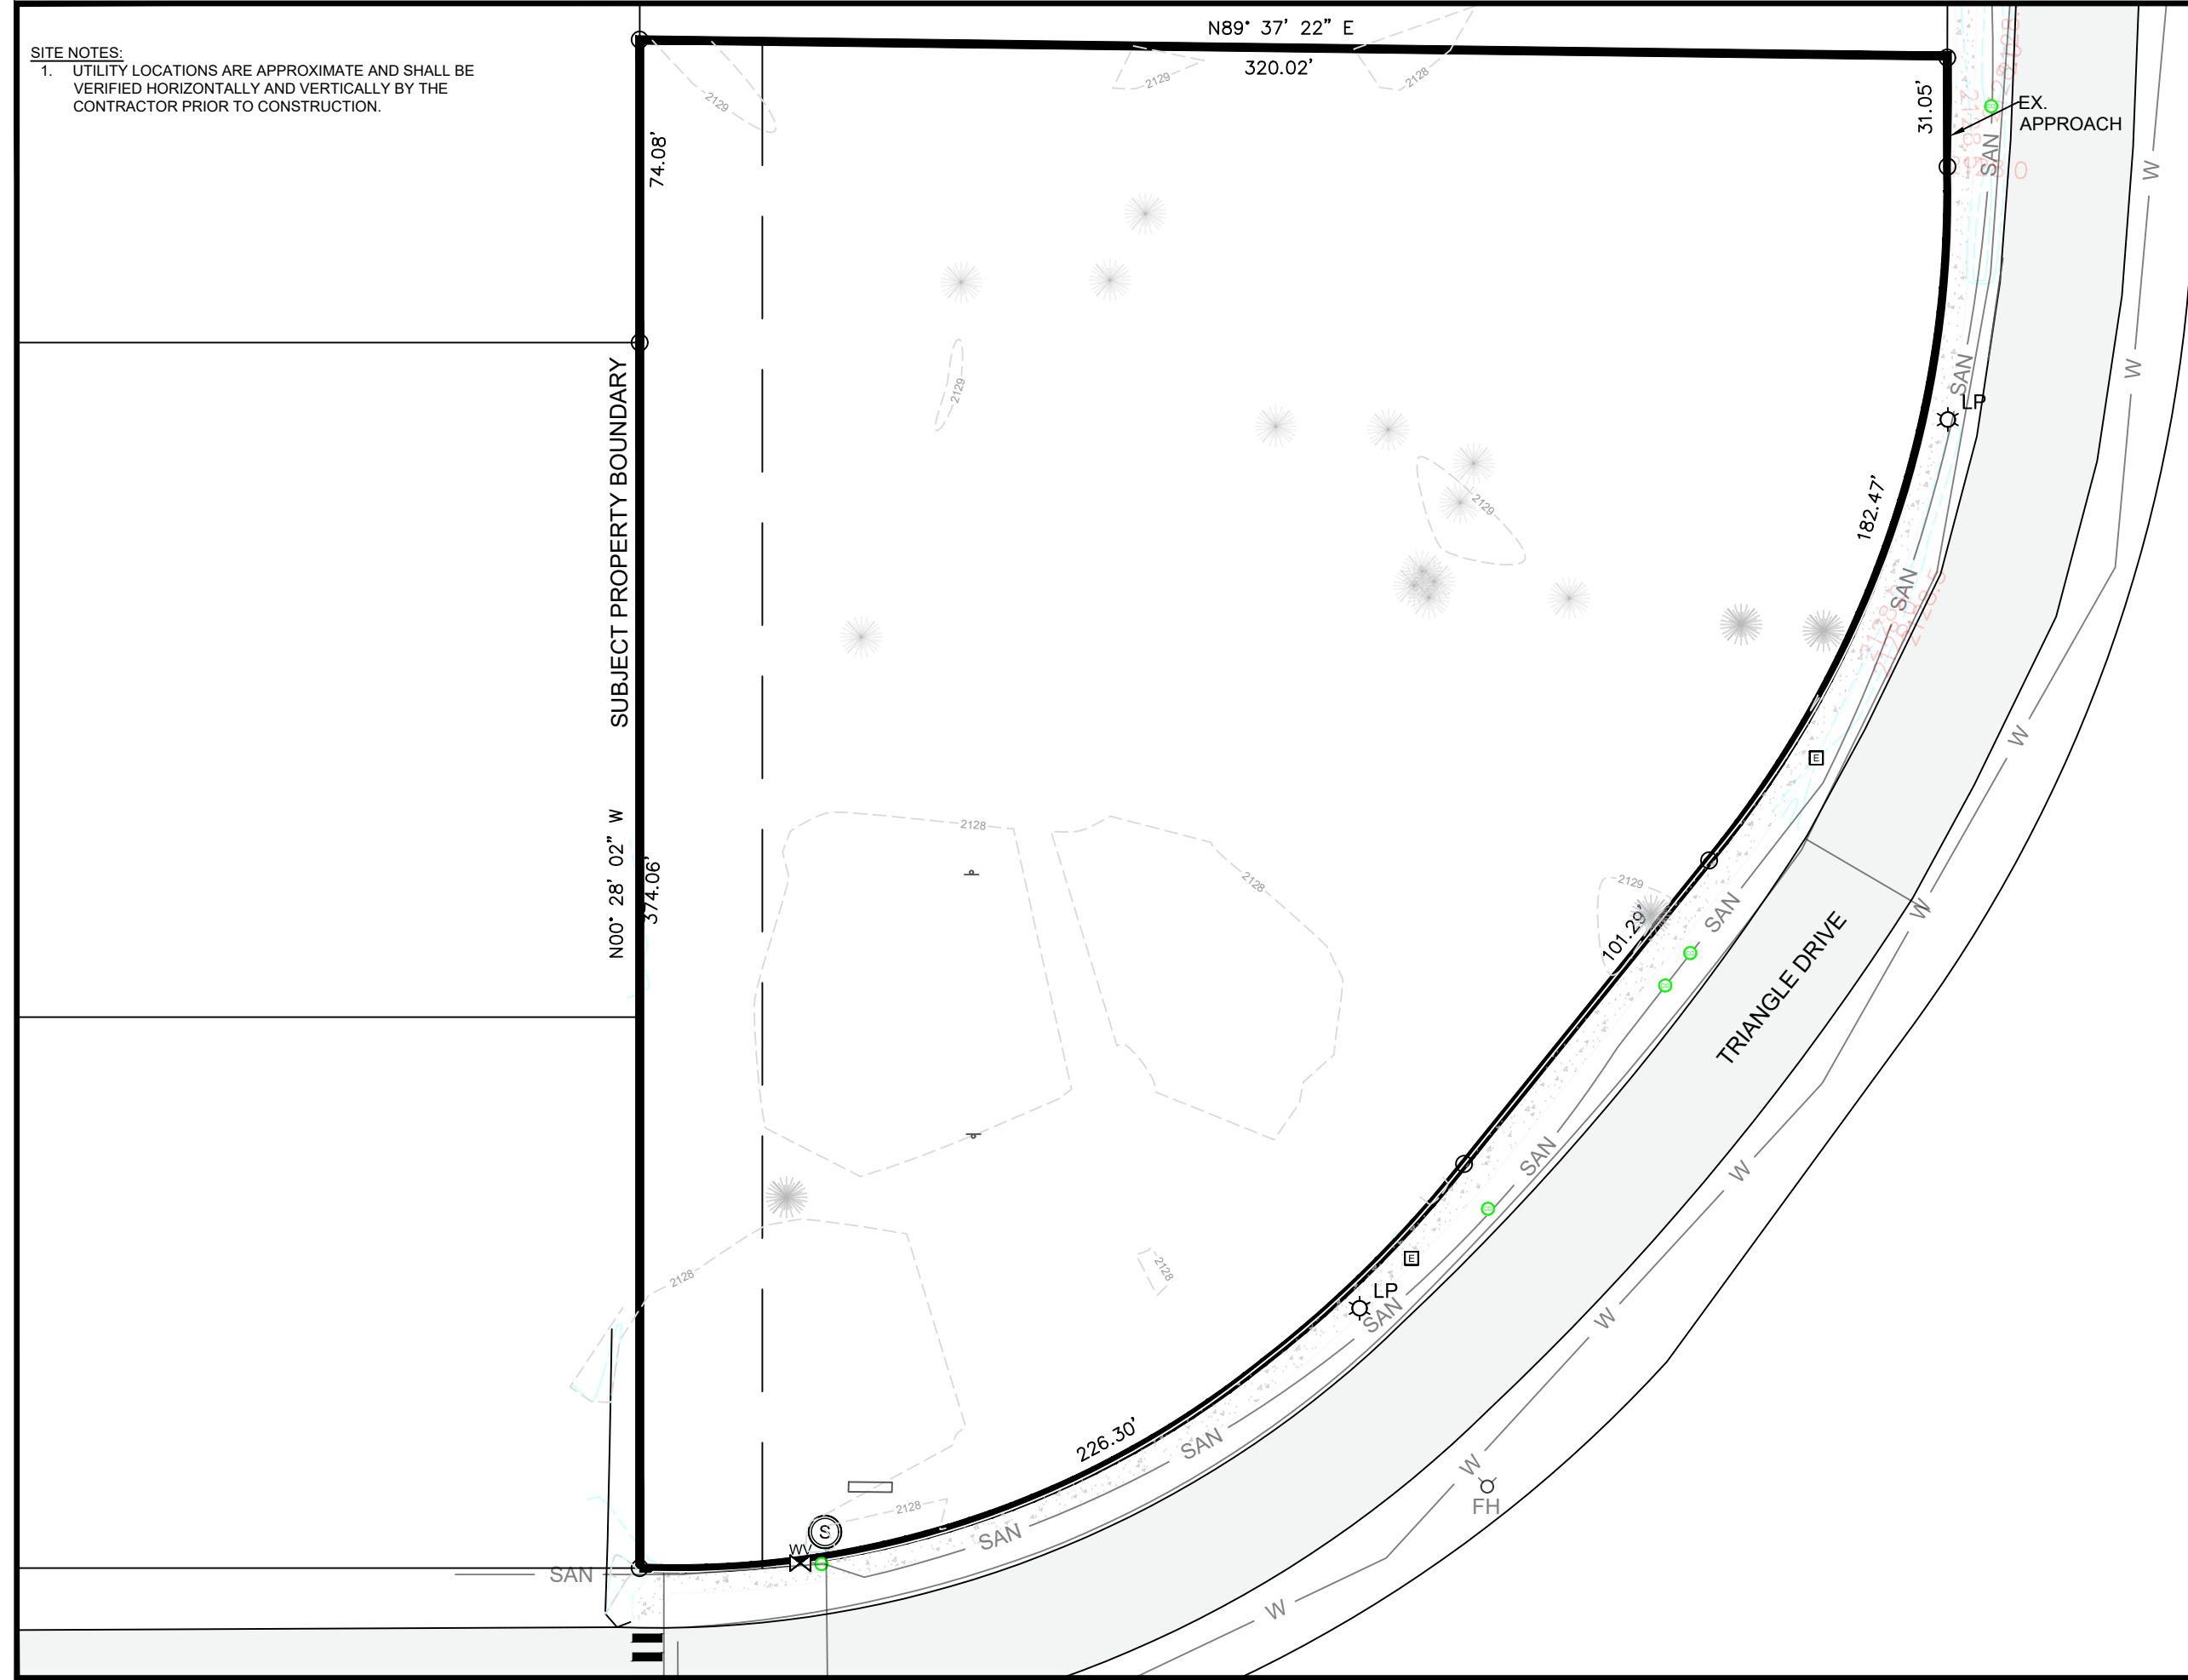 N89° 37' 22" E
320.02'
SITE NOTES:
1. UTILITY LOCATIONS ARE APPROXIMATE AND SHALL BE
VERIFIED HORIZONTALLY AND VERTICALLY BY THE
CONTRACTOR PRIOR TO CONSTRUCTION.
2129
2129
2128
74.08'
31.05'
EX.
APPROACH
SAN
W
SUBJECT PROPERTY BOUNDARY
2129
SAN
LP
W
2129
182.47'
SAN
2128.5
E
W
N00° 28' 02" W
374.06'
2128
2128
2129
101.29'
SAN
W
TRIANGLE DRIVE
SAN
W
2128
2128
E
LP
SAN
W
226.30'
SAN
W
FH
2128
S
WV
SAN
SAN
W